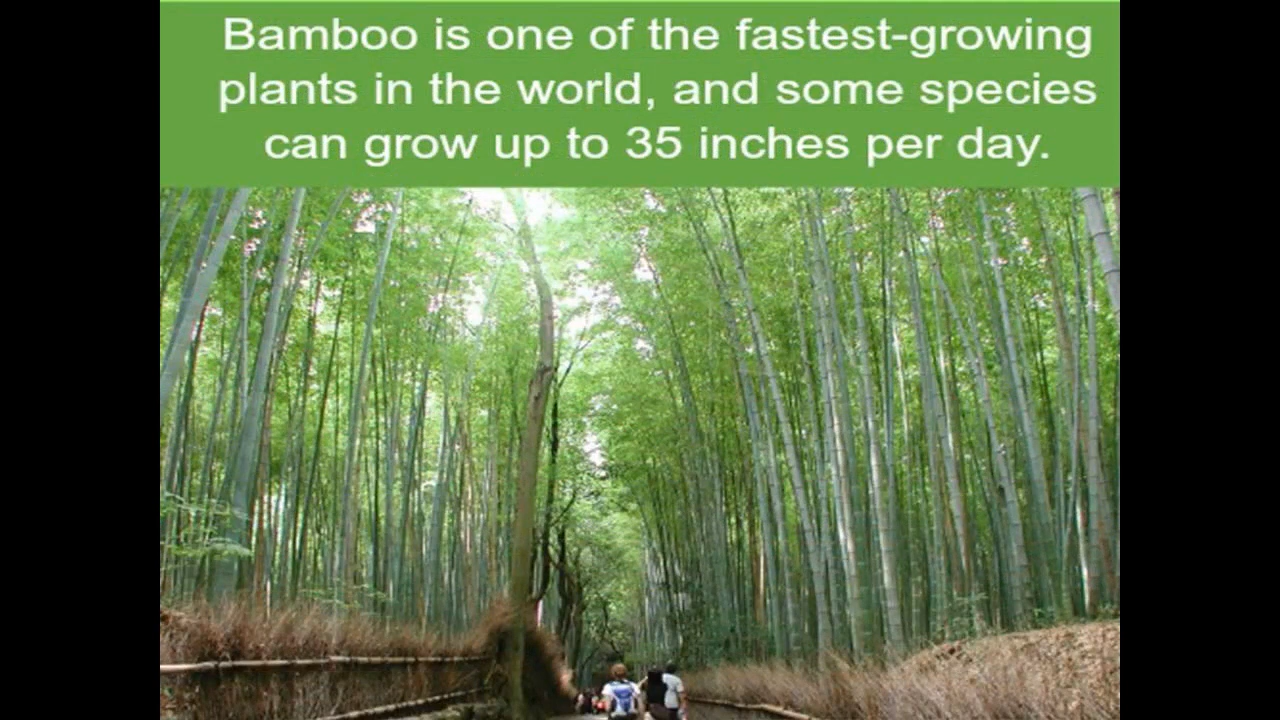 Bamboo is one of the fastest-growing
plants in the world, and some species
can grow up to 35 inches per day.